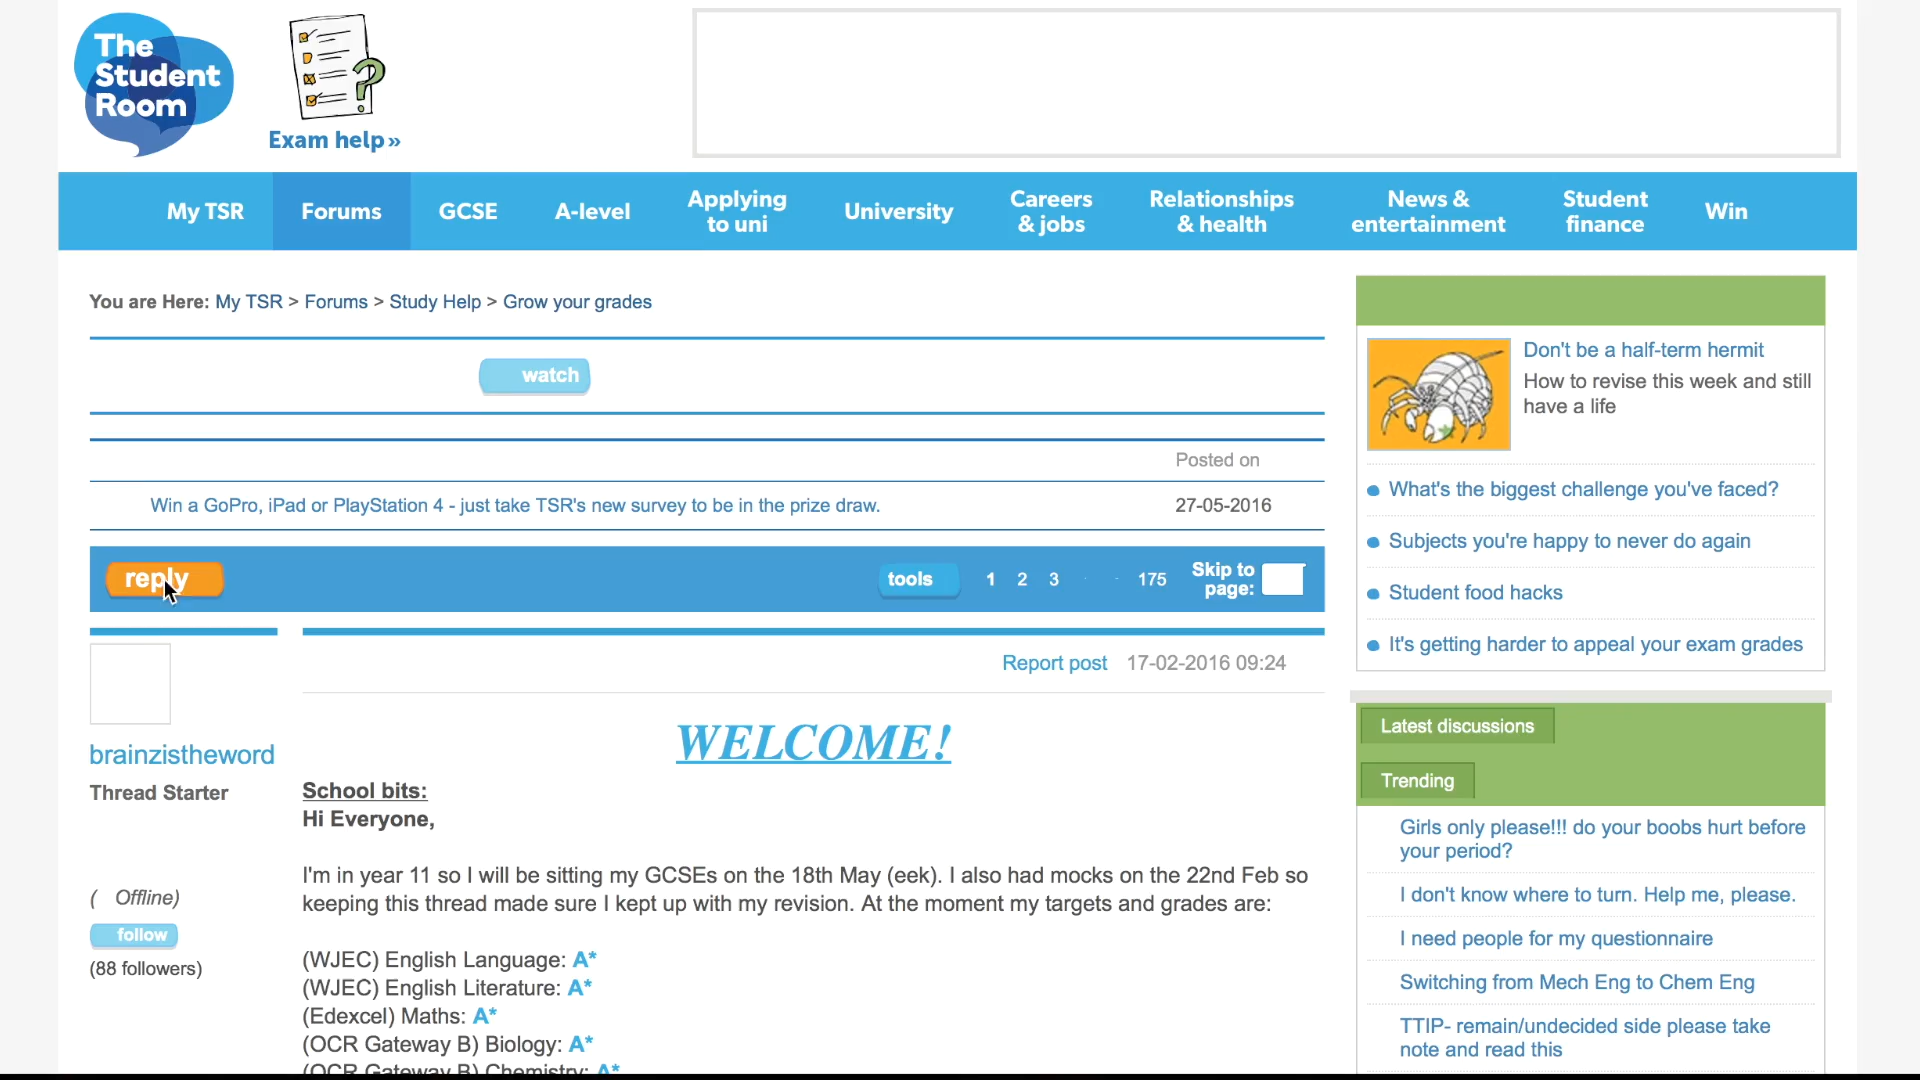 The
Student
Room
Exam help »
My TSR
Forums
GCSE
A-level
Applying
to uni
University
Careers
& jobs
Relationships
& health
News &
entertainment
Student
finance
Win
You are Here: My TSR > Forums > Study Help > Grow your grades
watch
Posted on
Win a GoPro, iPad or PlayStation 4 - just take TSR's new survey to be in the prize draw.
27-05-2016
reply
tools
1 2 3 175
Skip to
page:
Report post 17-02-2016 09:24
brainzistheword
Thread Starter
( Offline)
follow
(88 followers)
WELCOME!
School bits:
Hi Everyone,
I'm in year 11 so I will be sitting my GCSEs on the 18th May (eek). I also had mocks on the 22nd Feb so
keeping this thread made sure I kept up with my revision. At the moment my targets and grades are:
(WJEC) English Language: A*
(WJEC) English Literature: A*
(Edexcel) Maths: A*
(OCR Gateway B) Biology: A*
(OCR Gateway B) Chemistry: A*
Don't be a half-term hermit
How to revise this week and still
have a life
What's the biggest challenge you've faced?
Subjects you're happy to never do again
Student food hacks
It's getting harder to appeal your exam grades
Latest discussions
Trending
Girls only please!!! do your boobs hurt before
your period?
I don't know where to turn. Help me, please.
I need people for my questionnaire
Switching from Mech Eng to Chem Eng
TTIP- remain/undecided side please take
note and read this